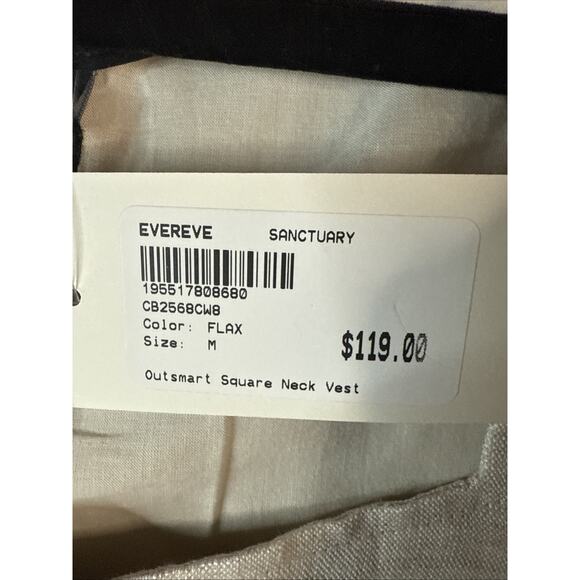 EVEREVE SANCTUARY
195517808680
CB2568CW8
Color: FLAX
Size: M
$119.00
Outsmart Square Neck Vest